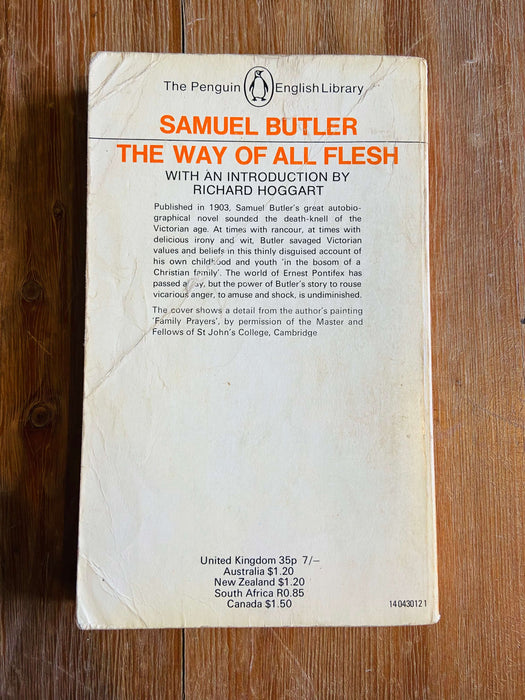 The Penguin English Library
SAMUEL BUTLER
THE WAY OF ALL FLESH
WITH AN INTRODUCTION BY
RICHARD HOGGART
Published in 1903, Samuel Butler's great autobio-
graphical novel sounded the death-knell of the
Victorian age. At times with rancour, at times with
delicious irony and wit, Butler savaged Victorian
values and beliefs in this thinly disguised account of
his own childhood and youth 'in the bosom of a
Christian family'. The world of Ernest Pontifex has
passed away, but the power of Butler's story to rouse
vicarious anger, to amuse and shock, is undiminished.
The cover shows a detail from the author's painting
'Family Prayers', by permission of the Master and
Fellows of St John's College, Cambridge
United Kingdom 35p 7/–
Australia $1.20
New Zealand $1.20
South Africa R0.85
Canada $1.50
14 043012 1